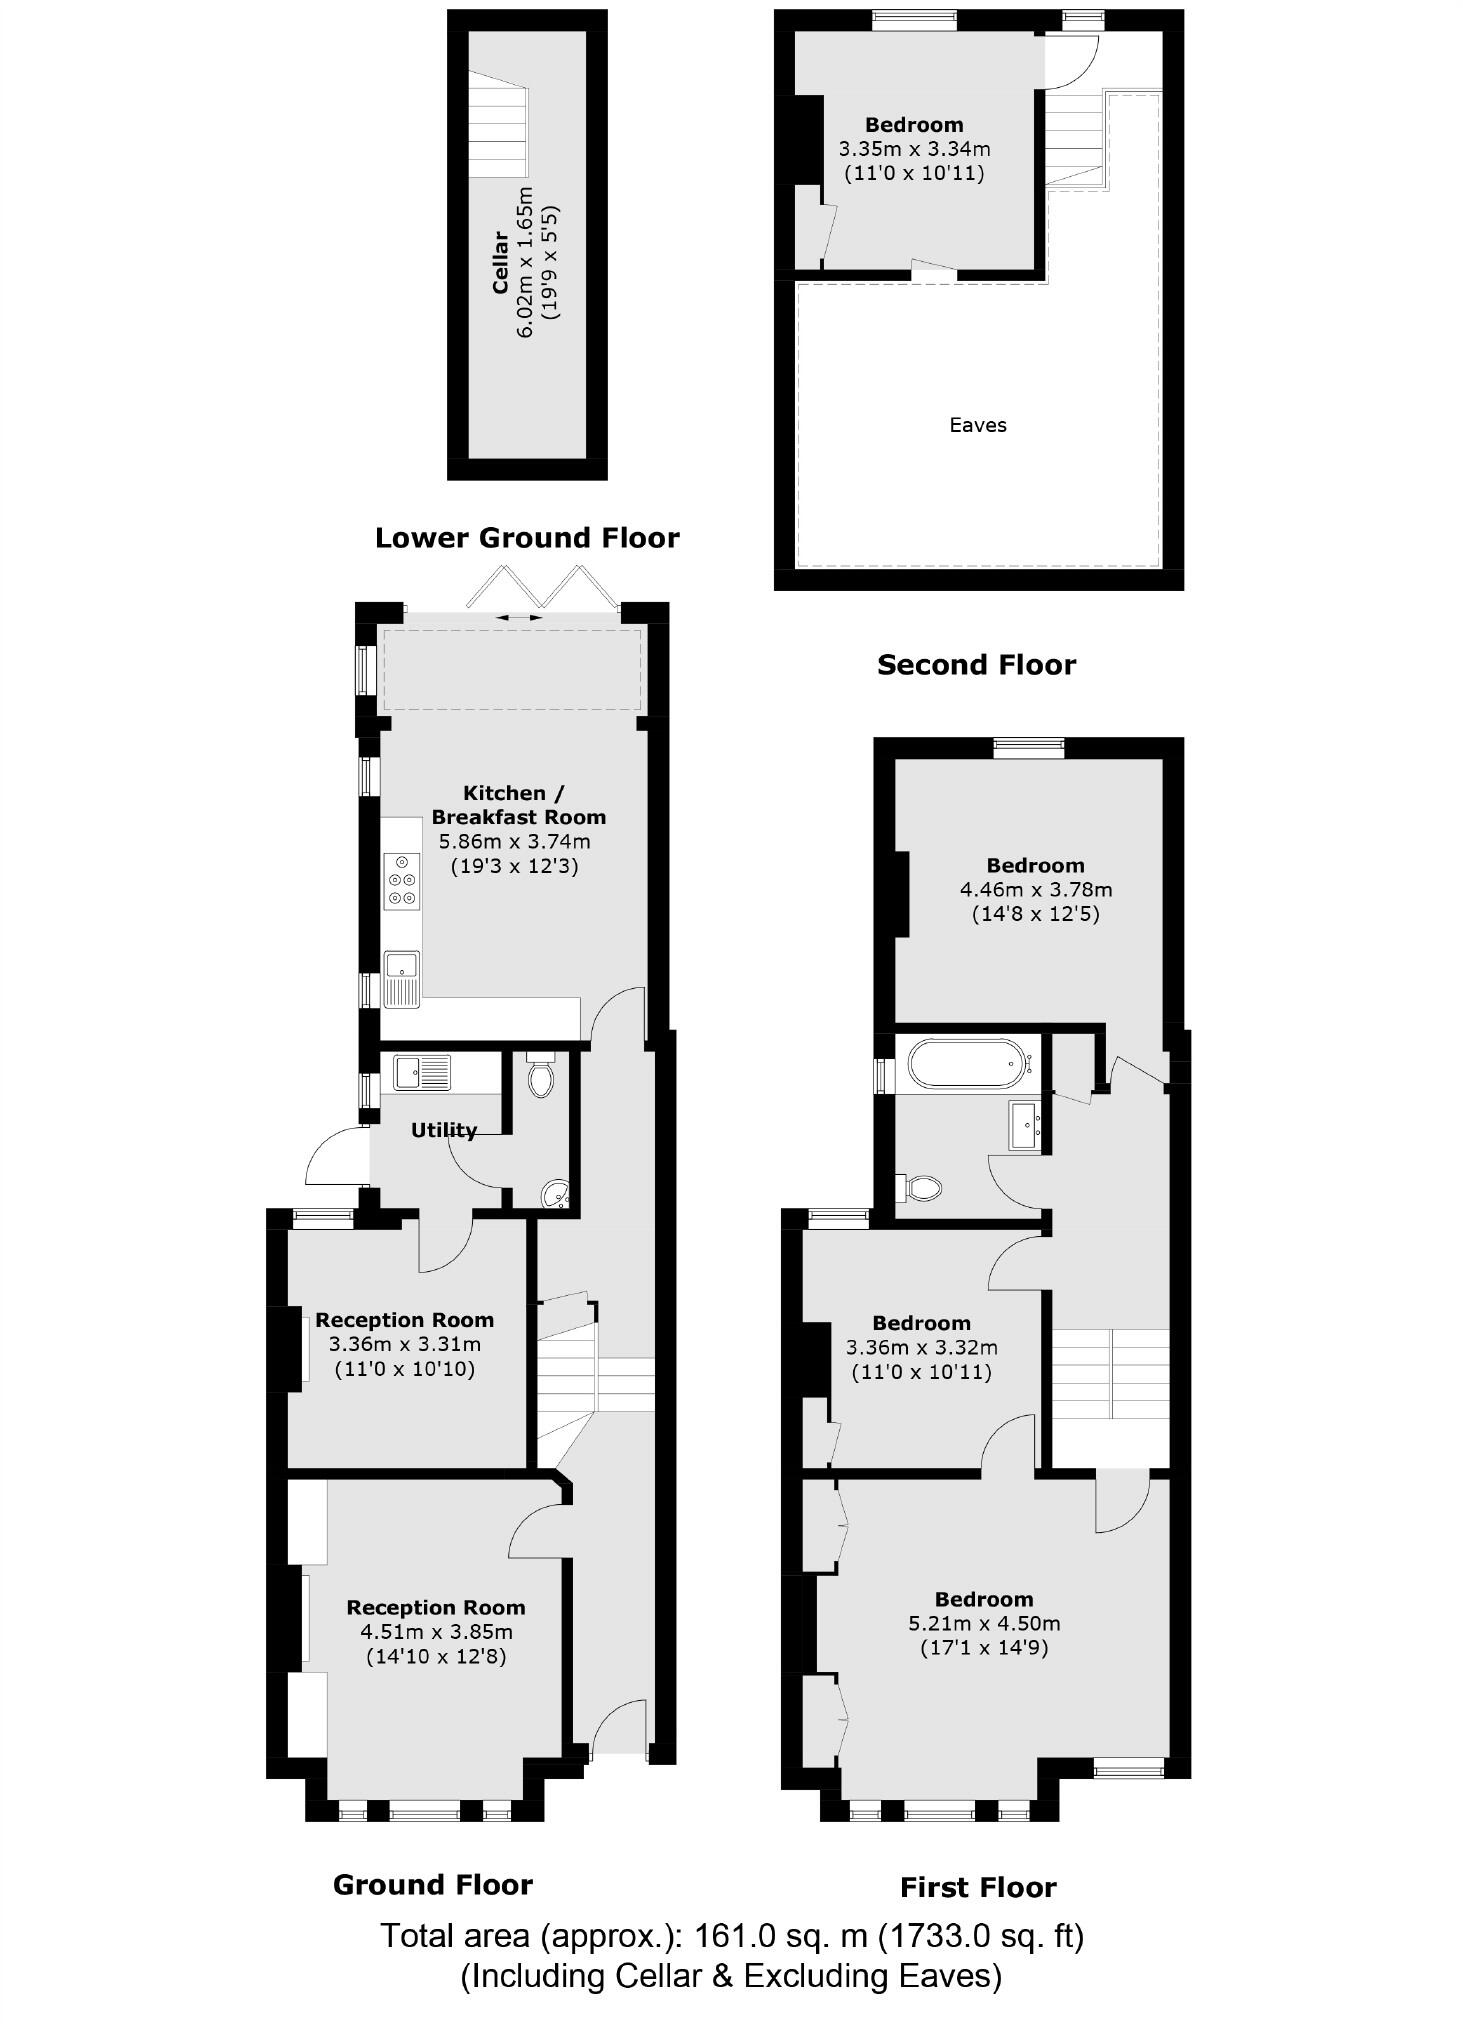 Cellar
6.02m x 1.65m
(19'9 x 5'5)
Lower Ground Floor
Bedroom
3.35m x 3.34m
(11'0 x 10'11)
Eaves
Second Floor
Kitchen /
Breakfast Room
5.86m x 3.74m
(19'3 x 12'3)
Utility
Reception Room
3.36m x 3.31m
(11'0 x 10'10)
Reception Room
4.51m x 3.85m
(14'10 x 12'8)
Ground Floor
Bedroom
4.46m x 3.78m
(14'8 x 12'5)
Bedroom
3.36m x 3.32m
(11'0 x 10'11)
Bedroom
5.21m x 4.50m
(17'1 x 14'9)
First Floor
Total area (approx.): 161.0 sq. m (1733.0 sq. ft)
(Including Cellar & Excluding Eaves)